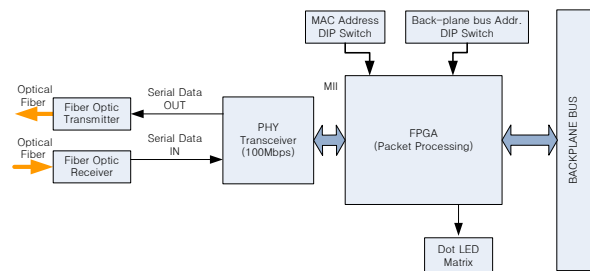 MAC Address
DIP Switch
Back-plane bus Addr.
DIP Switch
Optical
Fiber
Fiber Optic
Transmitter
Serial Data
OUT
MII
Optical
Fiber
Fiber Optic
Receiver
Serial Data
IN
PHY
Transceiver
(100Mbps)
FPGA
(Packet Processing)
BACKPLANE BUS
Dot LED
Matrix